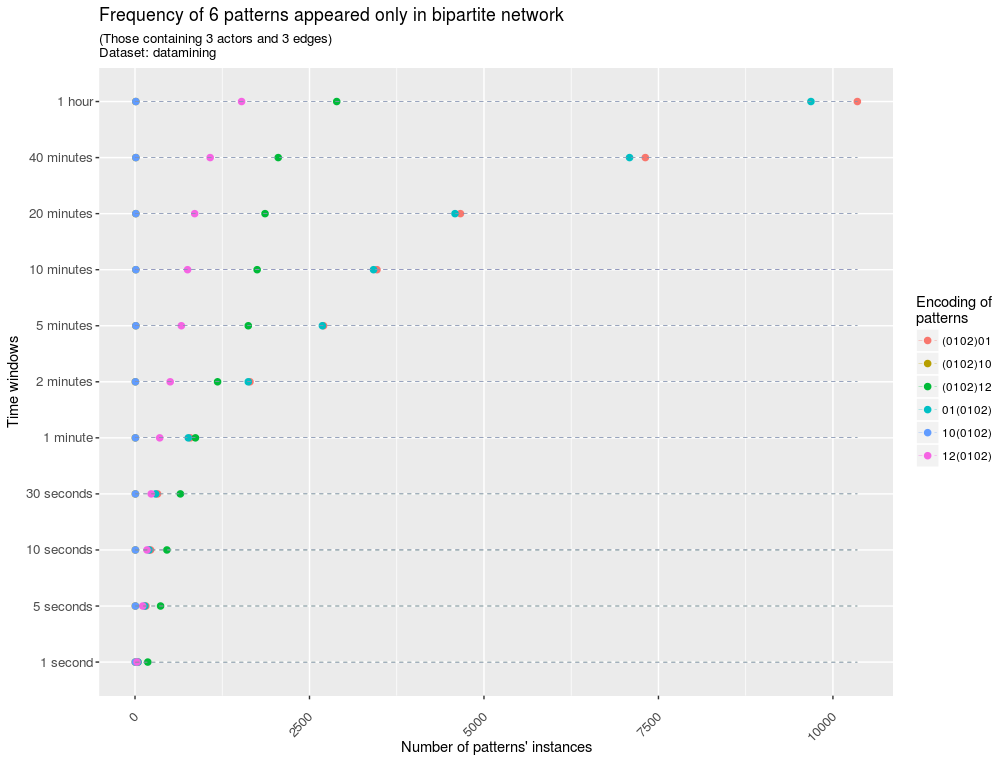 Frequency of 6 patterns appeared only in bipartite network
(Those containing 3 actors and 3 edges)
Dataset: datamining
Time windows
1 hour
40 minutes
20 minutes
10 minutes
5 minutes
2 minutes
1 minute
30 seconds
10 seconds
5 seconds
1 second
0
2500
5000
7500
10000
Number of patterns' instances
Encoding of
patterns
(0102)01
(0102)10
(0102)12
01(0102)
10(0102)
12(0102)